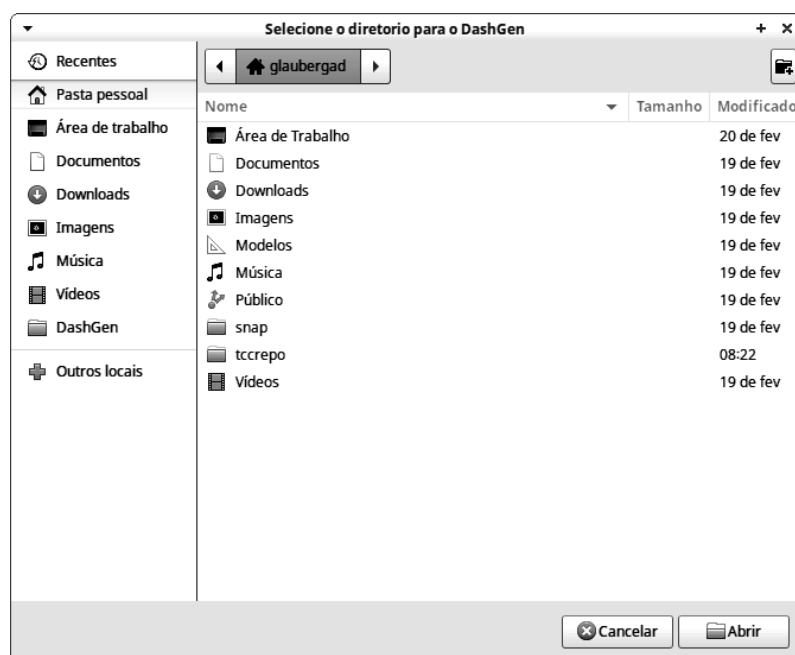 Selecione o diretorio para o DashGen
Recentes
Pasta pessoal
Área de trabalho
Documentos
Downloads
Imagens
Música
Vídeos
DashGen
Outros locais
glaubergad
Nome Tamanho Modificado
Área de Trabalho 20 de fev
Documentos 19 de fev
Downloads 19 de fev
Imagens 19 de fev
Modelos 19 de fev
Música 19 de fev
Público 19 de fev
snap 19 de fev
tccrepo 08:22
Vídeos 19 de fev
Cancelar Abrir